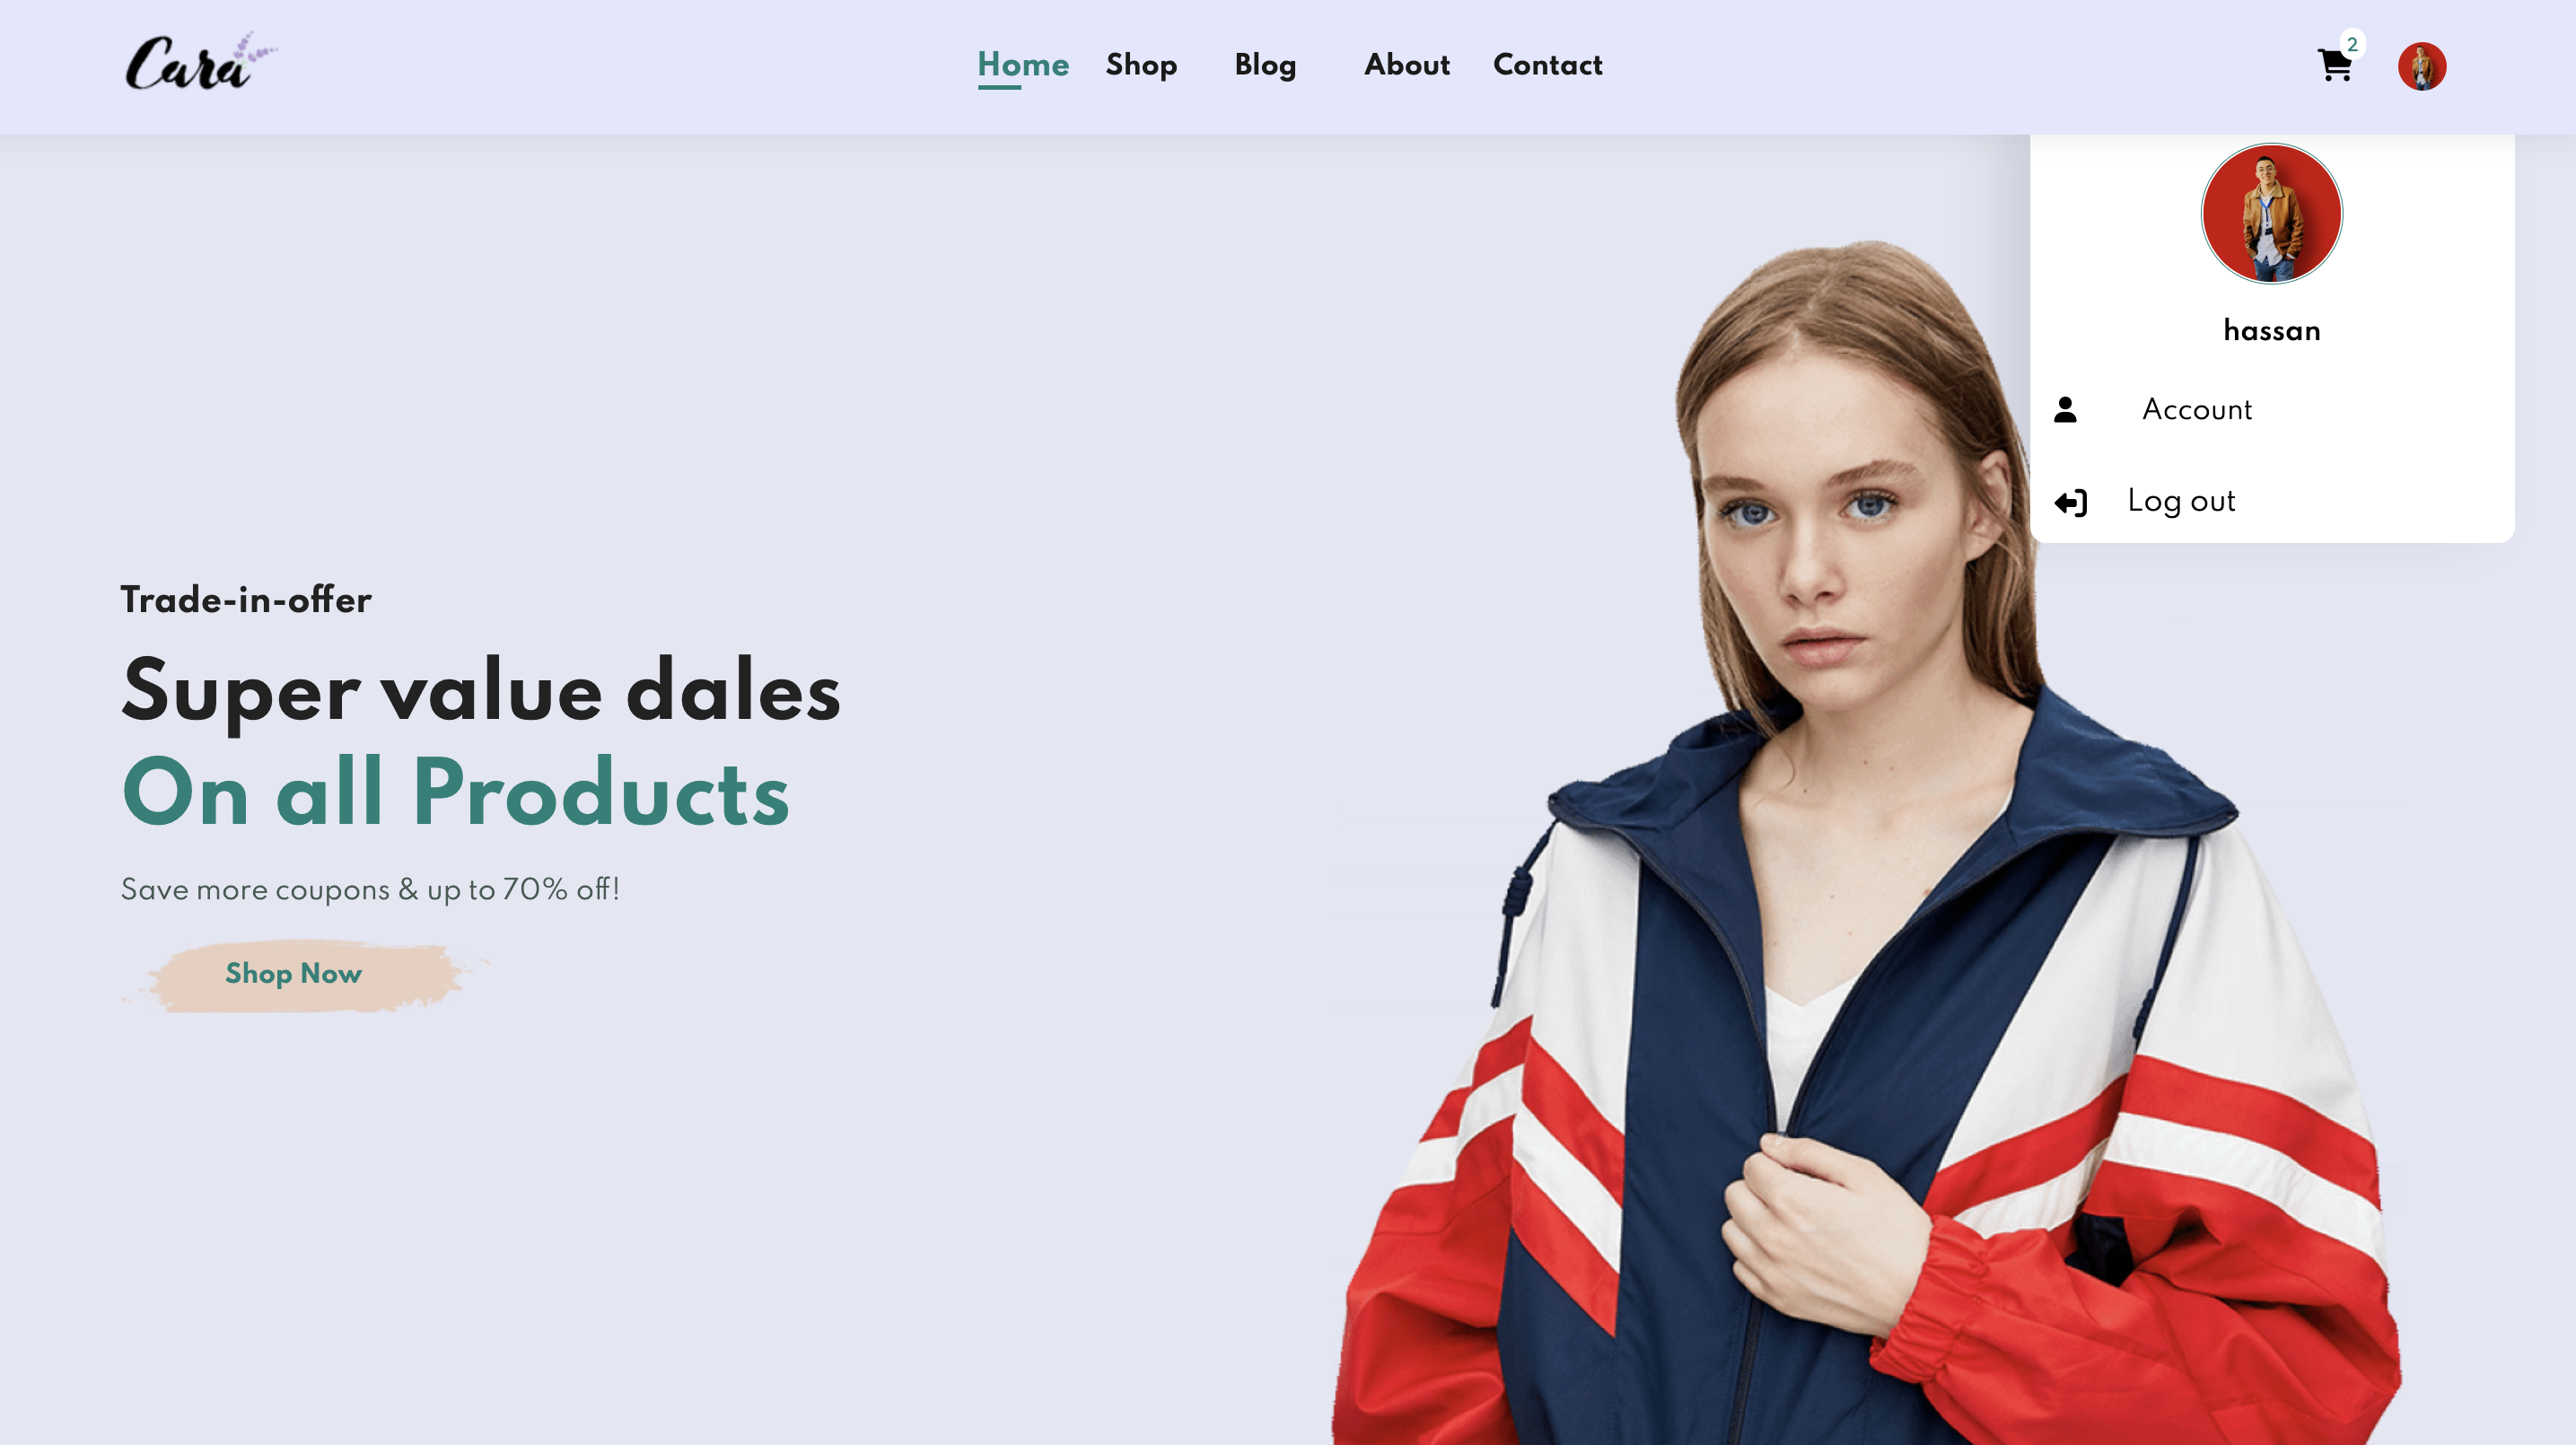 Cara
Home Shop Blog About Contact
2
hassan
Account
Log out
Trade-in-offer
Super value dales
On all Products
Save more coupons & up to 70% off!
Shop Now